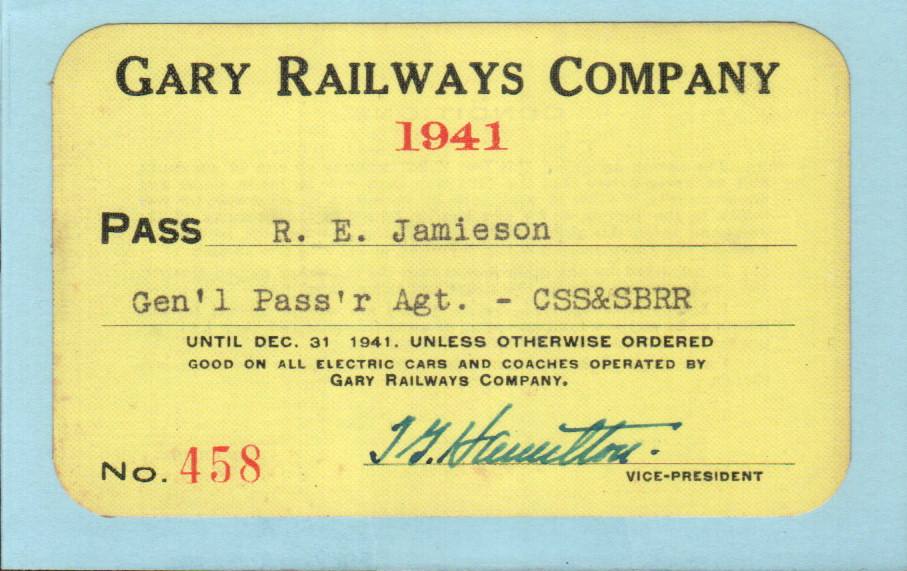 GARY RAILWAYS COMPANY
1941
PASS R. E. Jamieson
Gen'l Pass'r Agt. - CSS&SBRR
UNTIL DEC. 31 1941. UNLESS OTHERWISE ORDERED
GOOD ON ALL ELECTRIC CARS AND COACHES OPERATED BY
GARY RAILWAYS COMPANY.
No. 458 T. G. Hamilton.
VICE-PRESIDENT